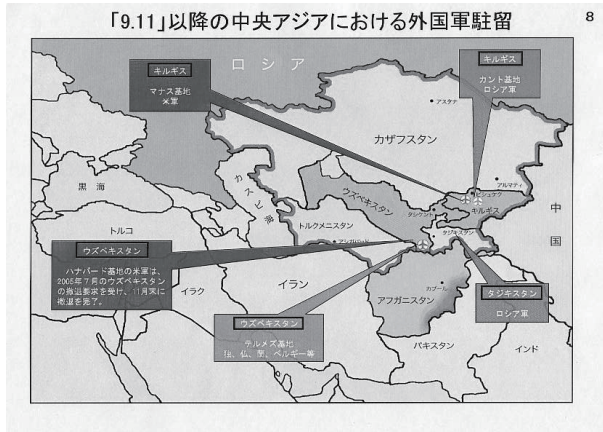 「9.11」以降の中央アジアにおける外国軍駐留
8
キルギス
マナス基地
米軍
ロシア
キルギス
カント基地
ロシア軍
アスタナ
カザフスタン
黒海
カスピ海
ウズベキスタン
アルマティ
ビシュケク
キルギス
タシケント
中国
トルコ
トルクメニスタン
タジキスタン
ウズベキスタン
ハナバード基地の米軍は、
2005年7月のウズベキスタン
の撤退要求を受け、11月末に
撤退を完了。
イラク
イラン
カブール
アフガニスタン
タジキスタン
ロシア軍
ウズベキスタン
テルメズ基地
独、仏、蘭、ベルギー等
パキスタン
インド